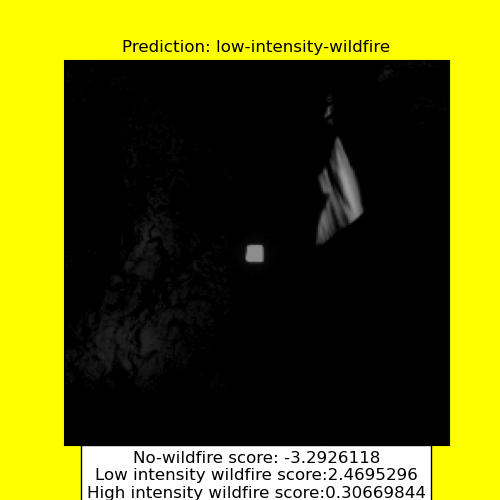 Prediction: low-intensity-wildfire
No-wildfire score: -3.2926118
Low intensity wildfire score:2.4695296
High intensity wildfire score:0.30669844